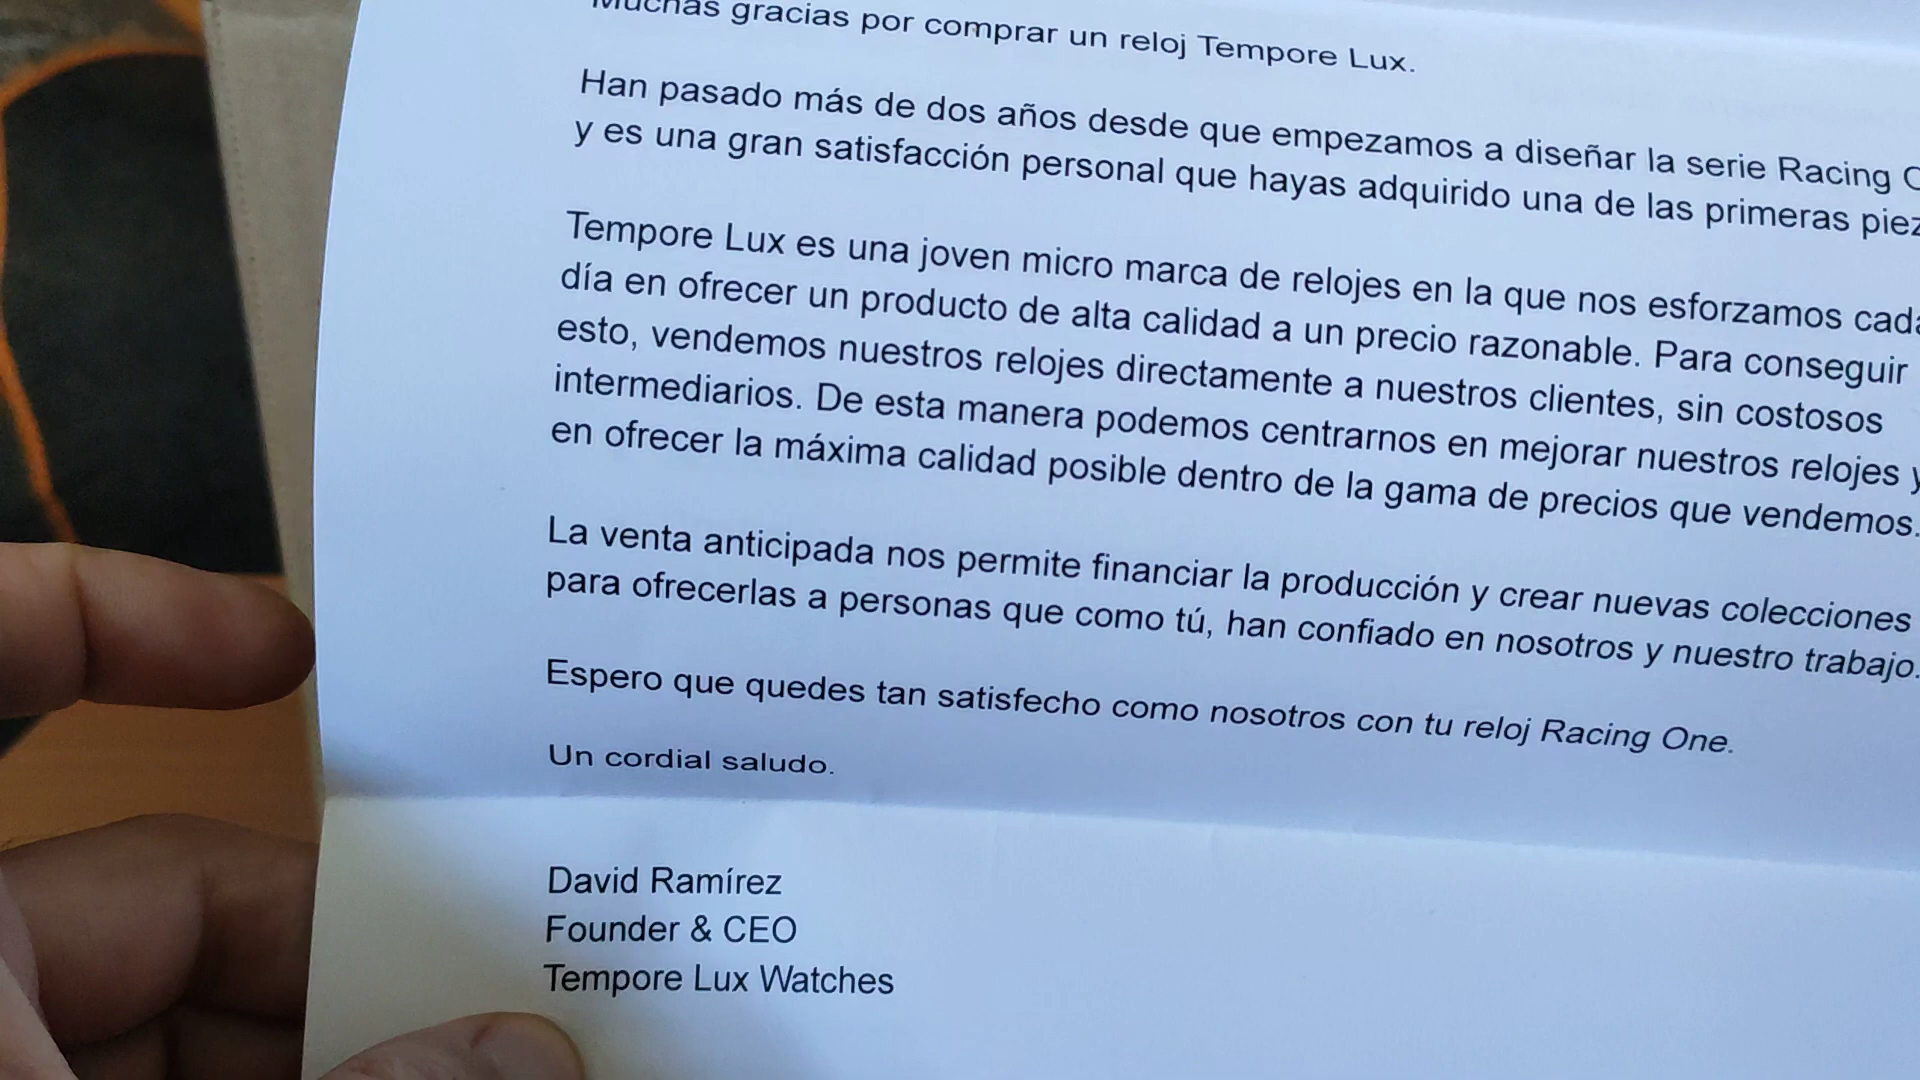 Muchas gracias por comprar un reloj Tempore Lux.
Han pasado más de dos años desde que empezamos a diseñar la serie Racing
y es una gran satisfacción personal que hayas adquirido una de las primeras
Tempore Lux es una joven micro marca de relojes en la que nos esforzamos cada
día en ofrecer un producto de alta calidad a un precio razonable. Para conseguir
esto, vendemos nuestros relojes directamente a nuestros clientes, sin costosos
intermediarios. De esta manera podemos centrarnos en mejorar nuestros relojes y
en ofrecer la máxima calidad posible dentro de la gama de precios que vendemos.
La venta anticipada nos permite financiar la producción y crear nuevas colecciones
para ofrecerlas a personas que como tú, han confiado en nosotros y nuestro trabajo.
Espero que quedes tan satisfecho como nosotros con tu reloj Racing One.
Un cordial saludo.
David Ramírez
Founder & CEO
Tempore Lux Watches